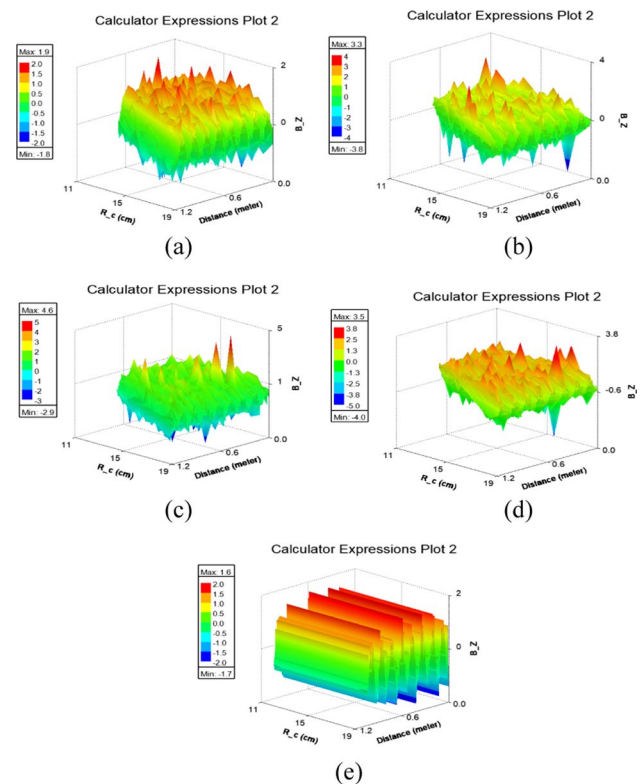 Calculator Expressions Plot 2
Max: 1.9
2.0
1.5
1.0
0.5
0.0
-0.5
-1.0
-1.5
-2.0
Min: -1.8
2
0
B_Z
0.0
11
15
19
R_c (cm)
1.2
0.6
Distance (meter)
(a)
Calculator Expressions Plot 2
Max: 3.3
4
3
2
1
0
-1
-2
-3
-4
Min: -3.8
4
0
B_Z
0.0
11
15
19
R_c (cm)
1.2
0.6
Distance (meter)
(b)
Calculator Expressions Plot 2
Max: 4.6
5
4
3
2
1
0
-1
-2
-3
Min: -2.9
5
1
B_Z
0.0
11
15
19
R_c (cm)
1.2
0.6
Distance (meter)
(c)
Calculator Expressions Plot 2
Max: 3.5
3.8
2.5
1.3
0.0
-1.3
-2.5
-3.8
-5.0
Min: -4.0
3.8
-0.6
B_Z
0.0
11
15
19
R_c (cm)
1.2
0.6
Distance (meter)
(d)
Calculator Expressions Plot 2
Max: 1.6
2.0
1.5
1.0
0.5
0.0
-0.5
-1.0
-1.5
-2.0
Min: -1.7
2
0
B_Z
0.0
11
15
19
R_c (cm)
1.2
0.6
Distance (meter)
(e)